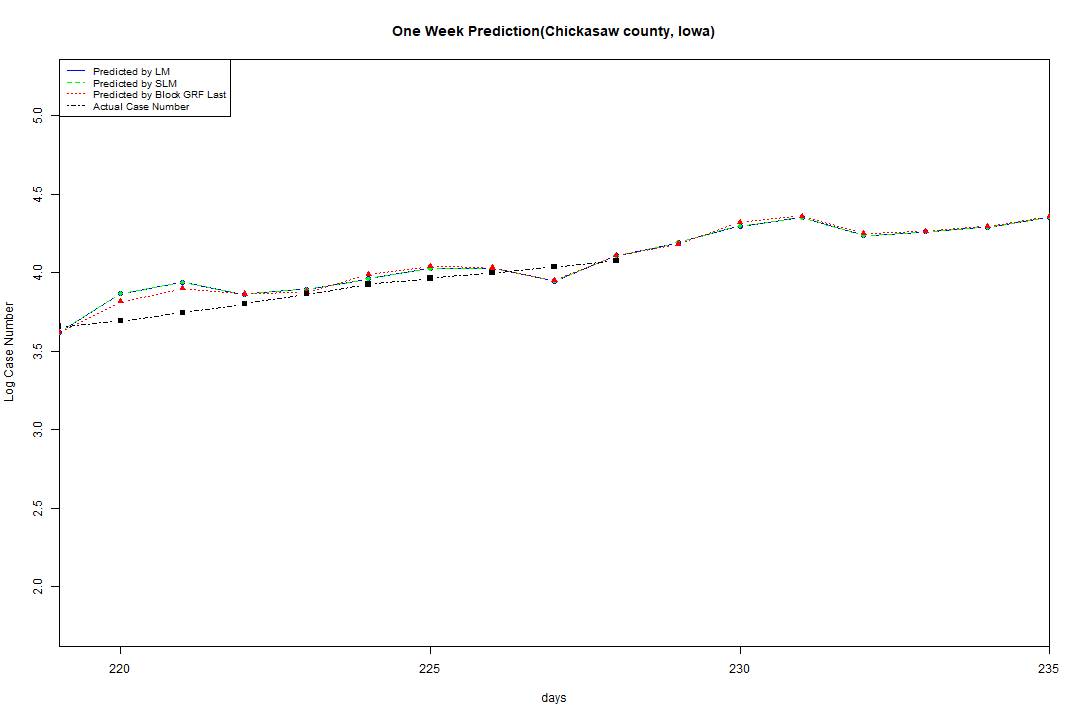 One Week Prediction(Chickasaw county, Iowa)
Predicted by LM
Predicted by SLM
Predicted by Block GRF Last
Actual Case Number
Log Case Number
5.0
4.5
4.0
3.5
3.0
2.5
2.0
220
225
230
235
days